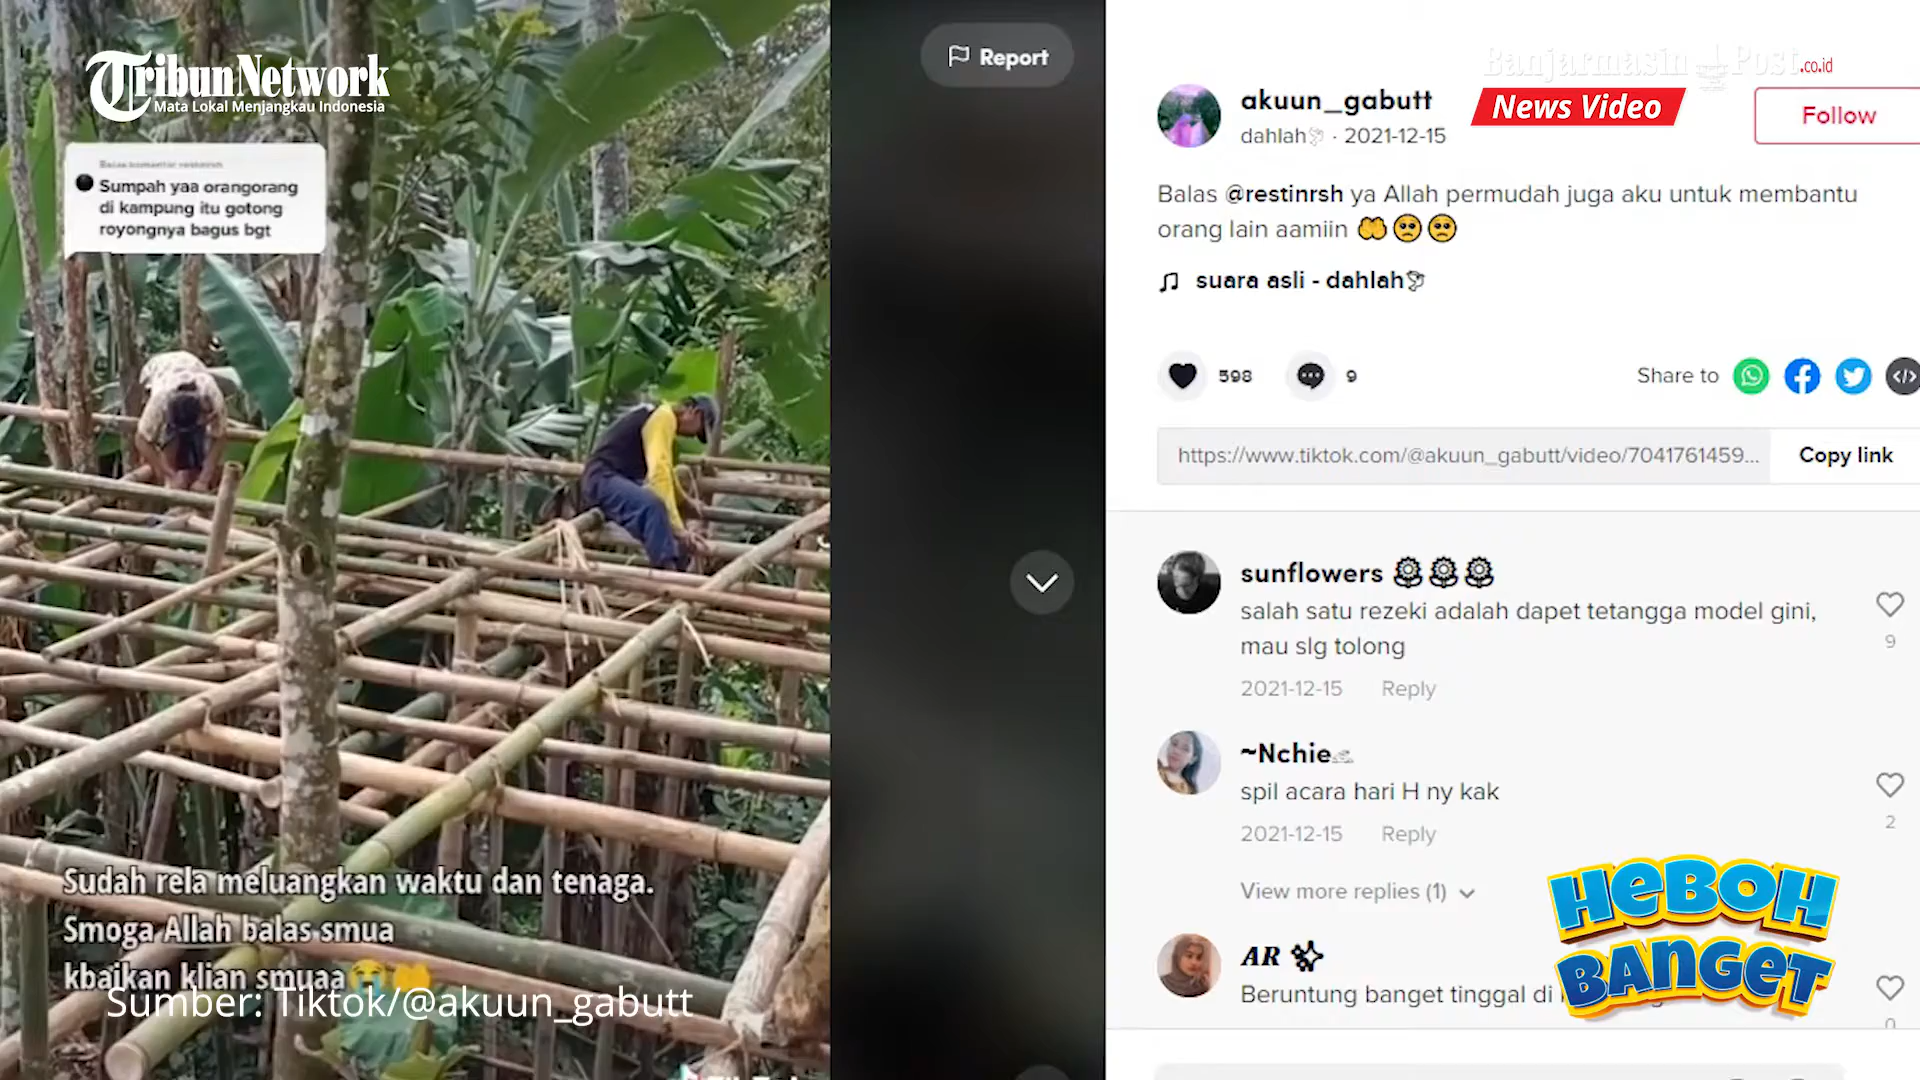 TribunNetwork
Mata Lokal Menjangkau Indonesia
Balas komentar restinrsh
Sumpah yaa orangorang
di kampung itu gotong
royongnya bagus bgt
Sudah rela meluangkan waktu dan tenaga.
Smoga Allah balas smua
kbaikan klian smuaa😭🤲
Sumber: Tiktok/@akuun_gabutt
Report
Banjarmasin Post.co.id
News Video
akuun_gabutt
dahlah🕊 · 2021-12-15
Follow
Balas @restinrsh ya Allah permudah juga aku untuk membantu
orang lain aamiin 🤲🥺🥺
♫ suara asli - dahlah🕊
598
9
Share to
https://www.tiktok.com/@akuun_gabutt/video/7041761459...
Copy link
sunflowers 🌻🌻🌻
salah satu rezeki adalah dapet tetangga model gini,
mau slg tolong
2021-12-15 Reply
9
~Nchie
spil acara hari H ny kak
2021-12-15 Reply
2
View more replies (1)
AR ✨
Beruntung banget tinggal di
0
HEBOH
BANGET